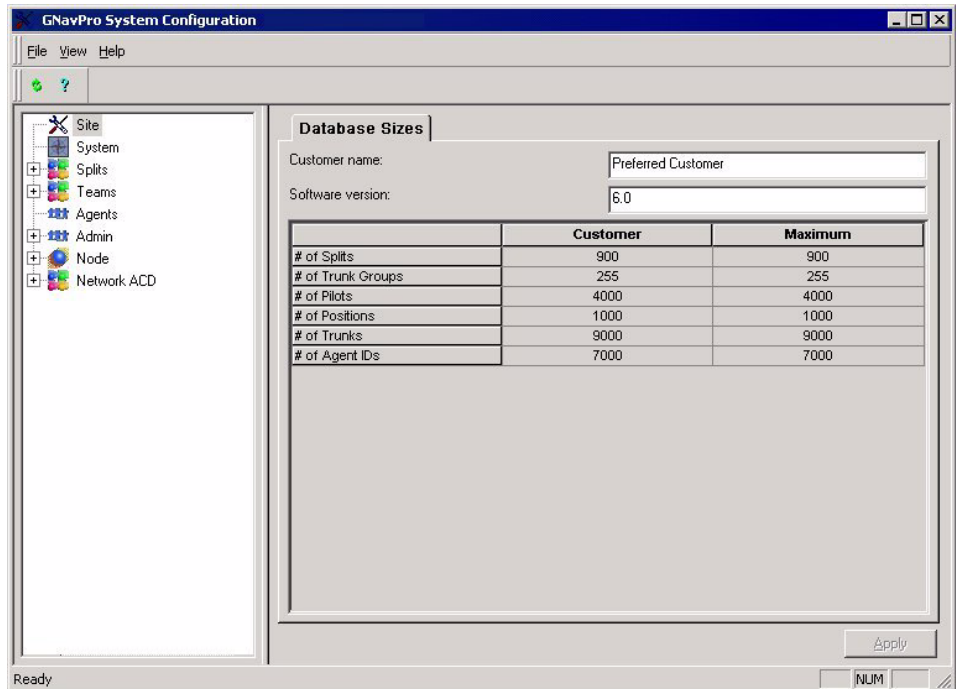 GNavPro System Configuration
File View Help
?
Site
System
Splits
Teams
Agents
Admin
Node
Network ACD
Database Sizes
Customer name: Preferred Customer
Software version: 6.0
Customer Maximum
# of Splits 900 900
# of Trunk Groups 255 255
# of Pilots 4000 4000
# of Positions 1000 1000
# of Trunks 9000 9000
# of Agent IDs 7000 7000
Apply
Ready NUM